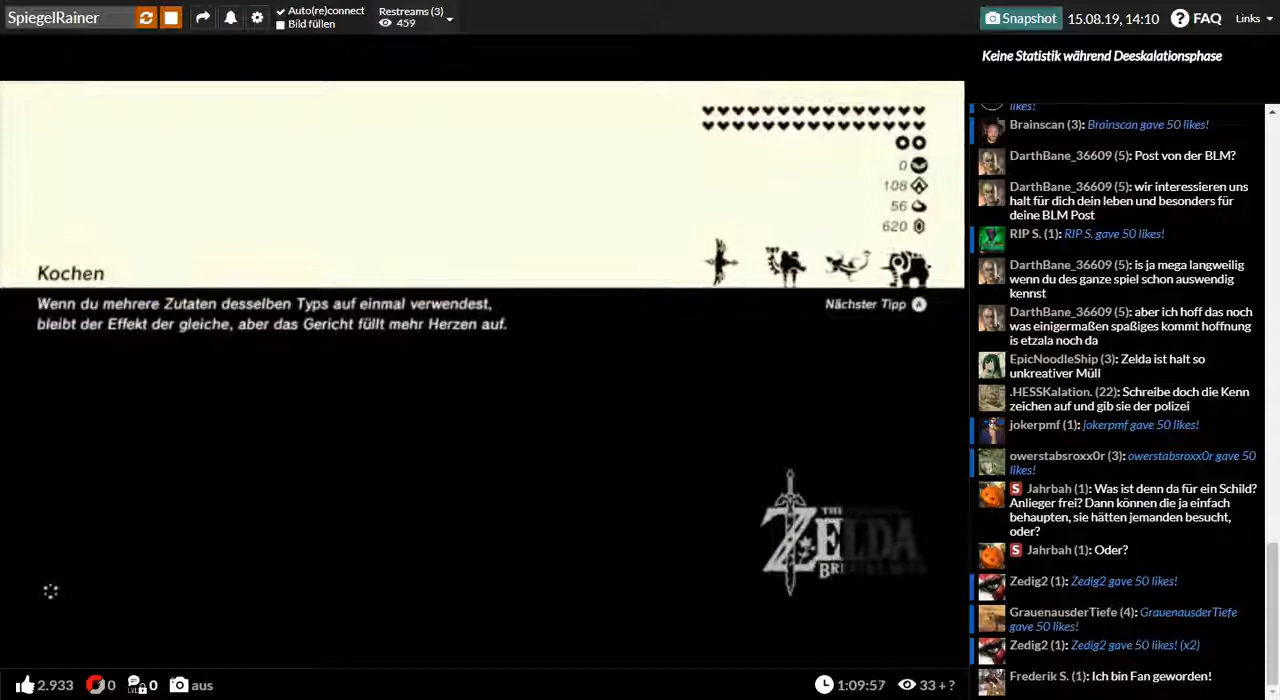 SpiegelRainer
Auto(re)connect
Bild füllen
Restreams (3)
459
Snapshot
15.08.19, 14:10
FAQ
Links
Keine Statistik während Deeskalationsphase
0
108
56
620
Kochen
Wenn du mehrere Zutaten desselben Typs auf einmal verwendest,
bleibt der Effekt der gleiche, aber das Gericht füllt mehr Herzen auf.
Nächster Tipp A
THE
ZELDA
likes!
Brainscan (3): Brainscan gave 50 likes!
DarthBane_36609 (5): Post von der BLM?
DarthBane_36609 (5): wir interessieren uns
halt für dich dein leben und besonders für
deine BLM Post
RIP S. (1): RIP S. gave 50 likes!
DarthBane_36609 (5): is ja mega langweilig
wenn du des ganze spiel schon auswendig
kennst
DarthBane_36609 (5): aber ich hoff das noch
was einigermaßen spaßiges kommt hoffnung
is etzala noch da
EpicNoodleShip (3): Zelda ist halt so
unkreativer Müll
.HESSKalation. (22): Schreibe doch die Kenn
zeichen auf und gib sie der polizei
jokerpmf (1): jokerpmf gave 50 likes!
owerstabsroxx0r (3): owerstabsroxx0r gave 50
likes!
S Jahrbah (1): Was ist denn da für ein Schild?
Anlieger frei? Dann können die ja einfach
behaupten, sie hätten jemanden besucht,
oder?
S Jahrbah (1): Oder?
Zedig2 (1): Zedig2 gave 50 likes!
GrauenausderTiefe (4): GrauenausderTiefe
gave 50 likes!
Zedig2 (1): Zedig2 gave 50 likes! (x2)
Frederik S. (1): Ich bin Fan geworden!
2.933
0
LVL
0
aus
1:09:57
33 + ?